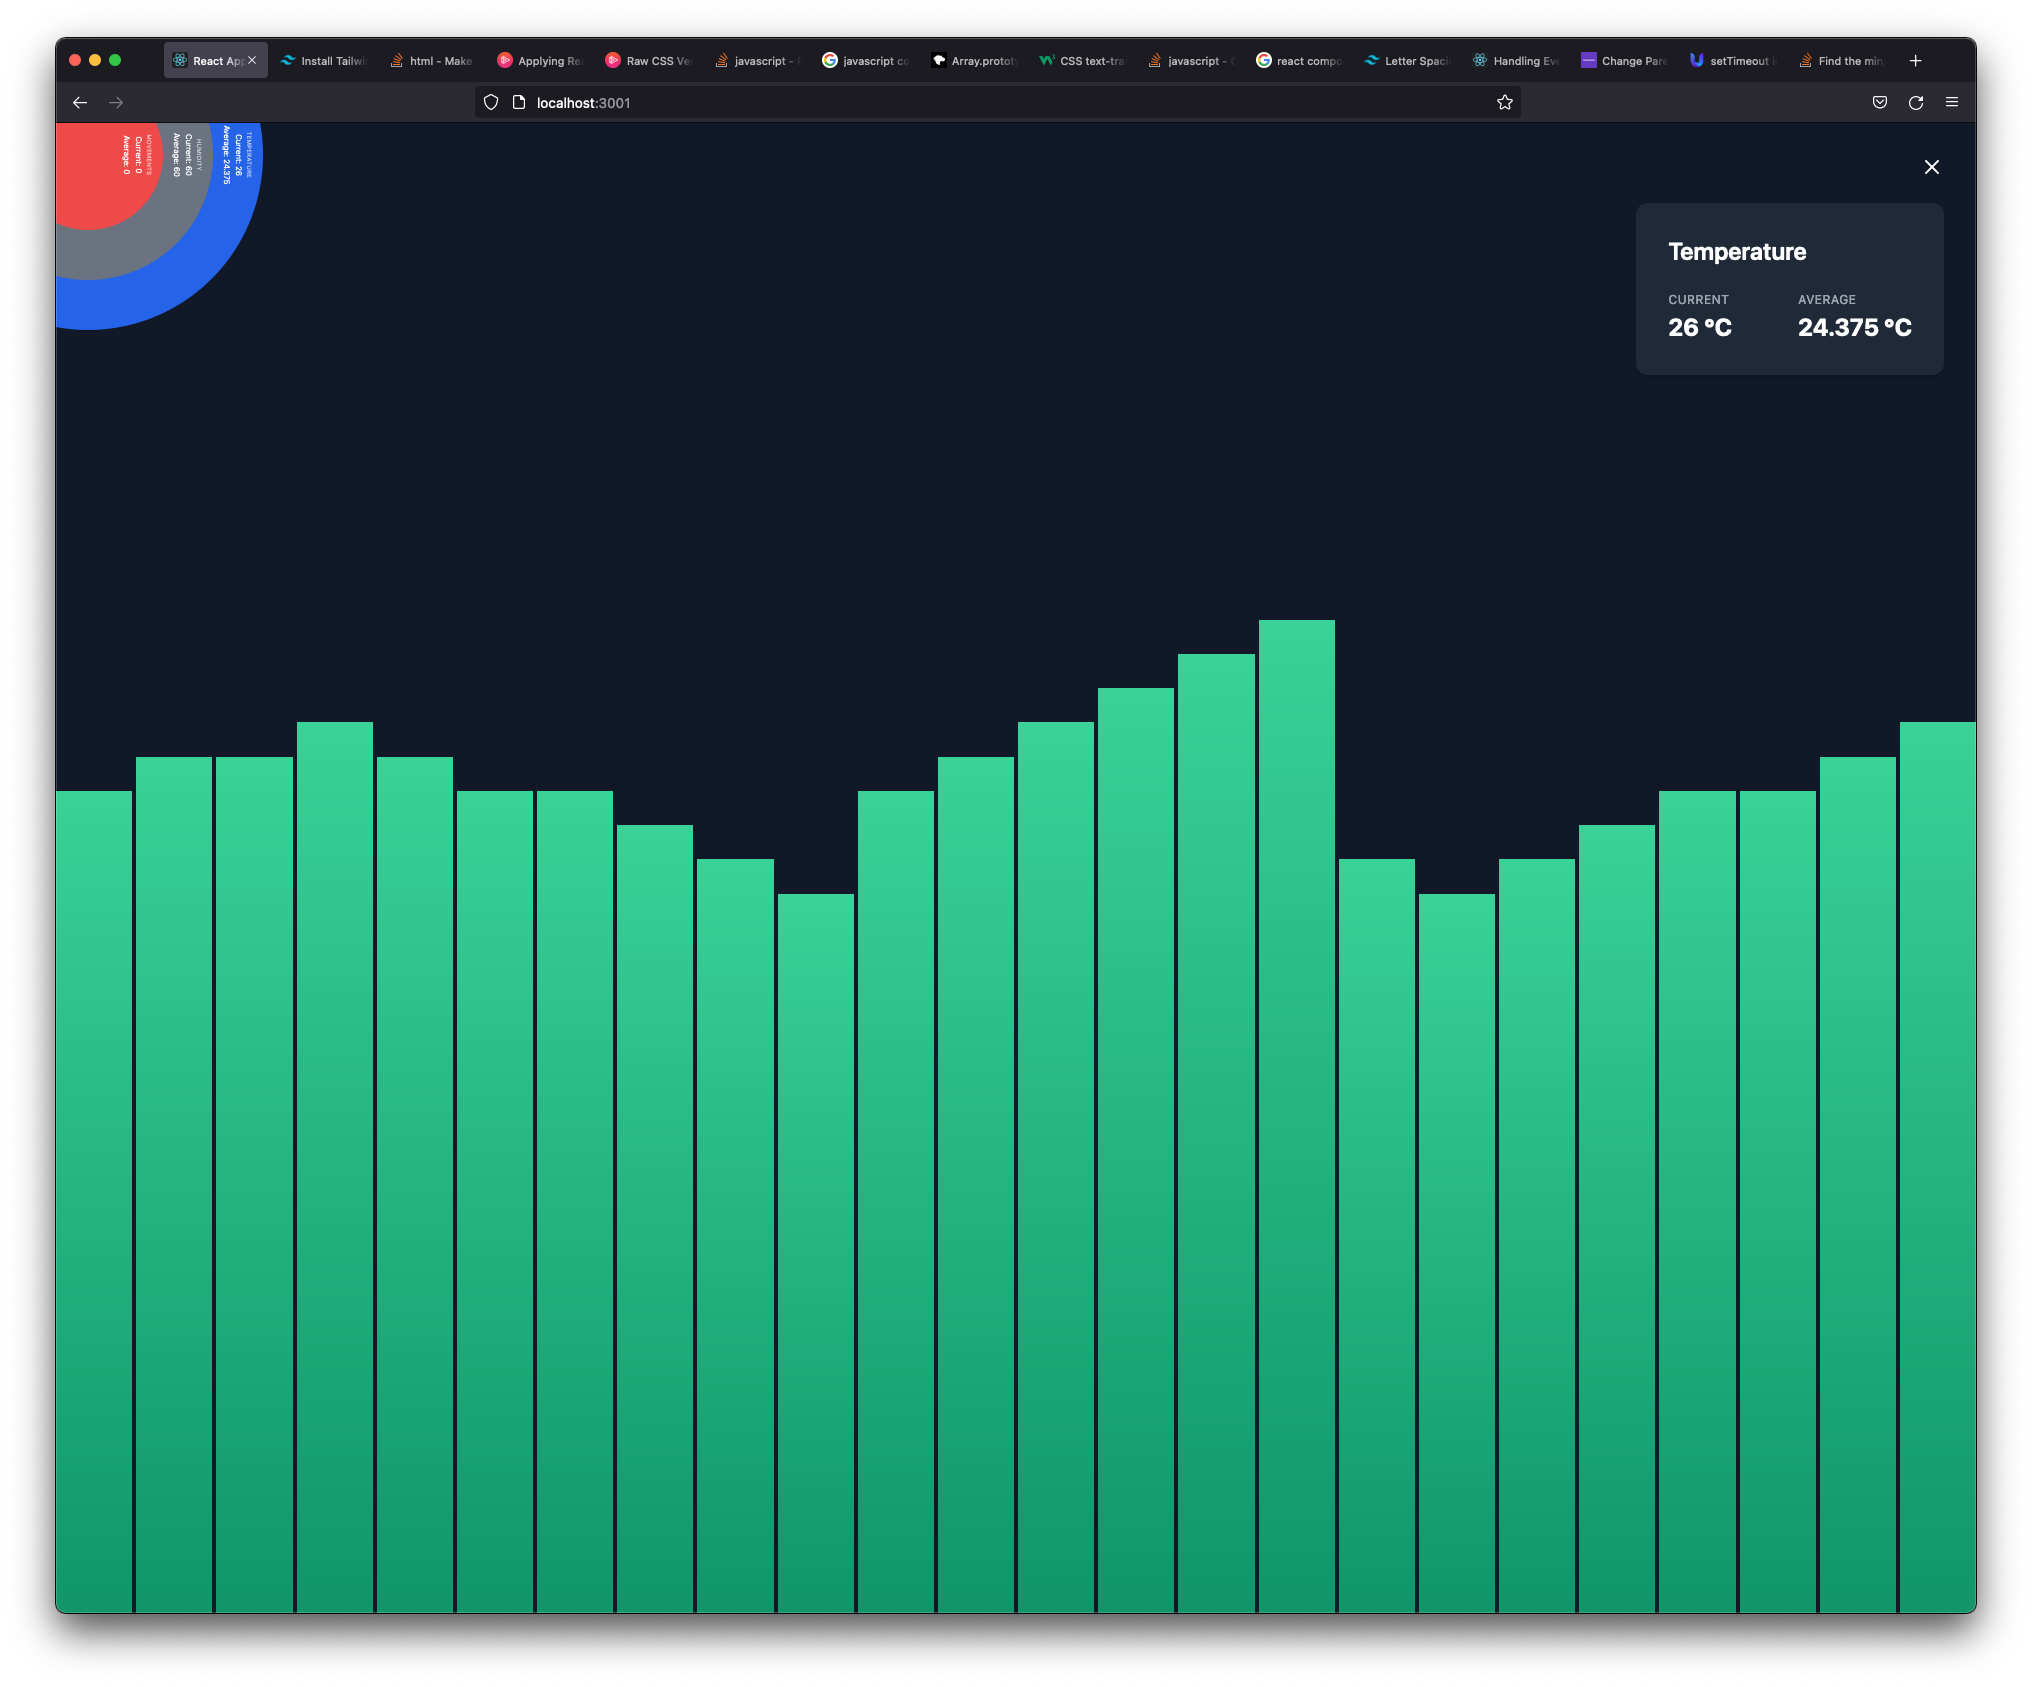 React Ap
Install Tailwi
html - Make
Applying Re
Raw CSS Ve
javascript -
javascript co
Array.protot
CSS text-tra
javascript -
react compo
Letter Spaci
Handling Eve
Change Pare
setTimeout i
Find the min
localhost:3001
MOVEMENTS
Current: 0
Average: 0
HUMIDITY
Current: 60
Average: 60
TEMPERATURE
Current: 26
Average: 24.375
Temperature
CURRENT AVERAGE
26 °C 24.375 °C